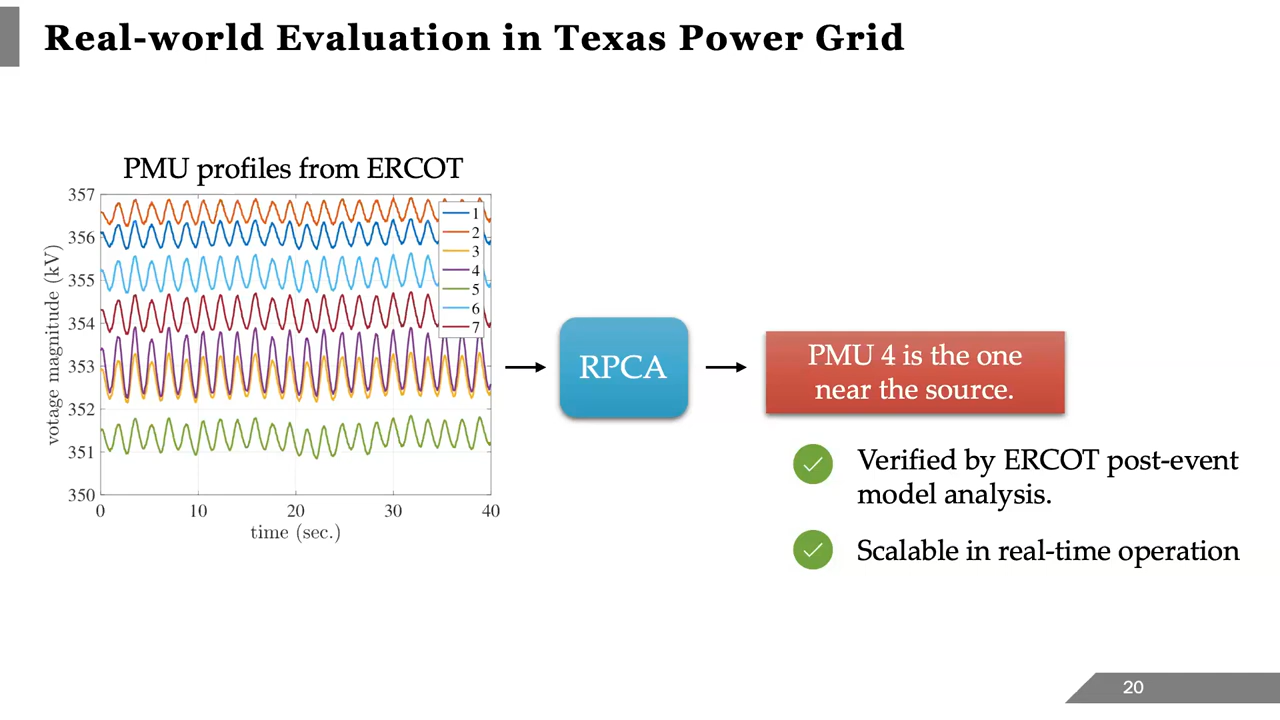 Real-world Evaluation in Texas Power Grid
PMU profiles from ERCOT
357
356
355
354
353
352
351
350
votage magnitude (kV)
0
10
20
30
40
time (sec.)
1
2
3
4
5
6
7
RPCA
PMU 4 is the one
near the source.
Verified by ERCOT post-event
model analysis.
Scalable in real-time operation
20